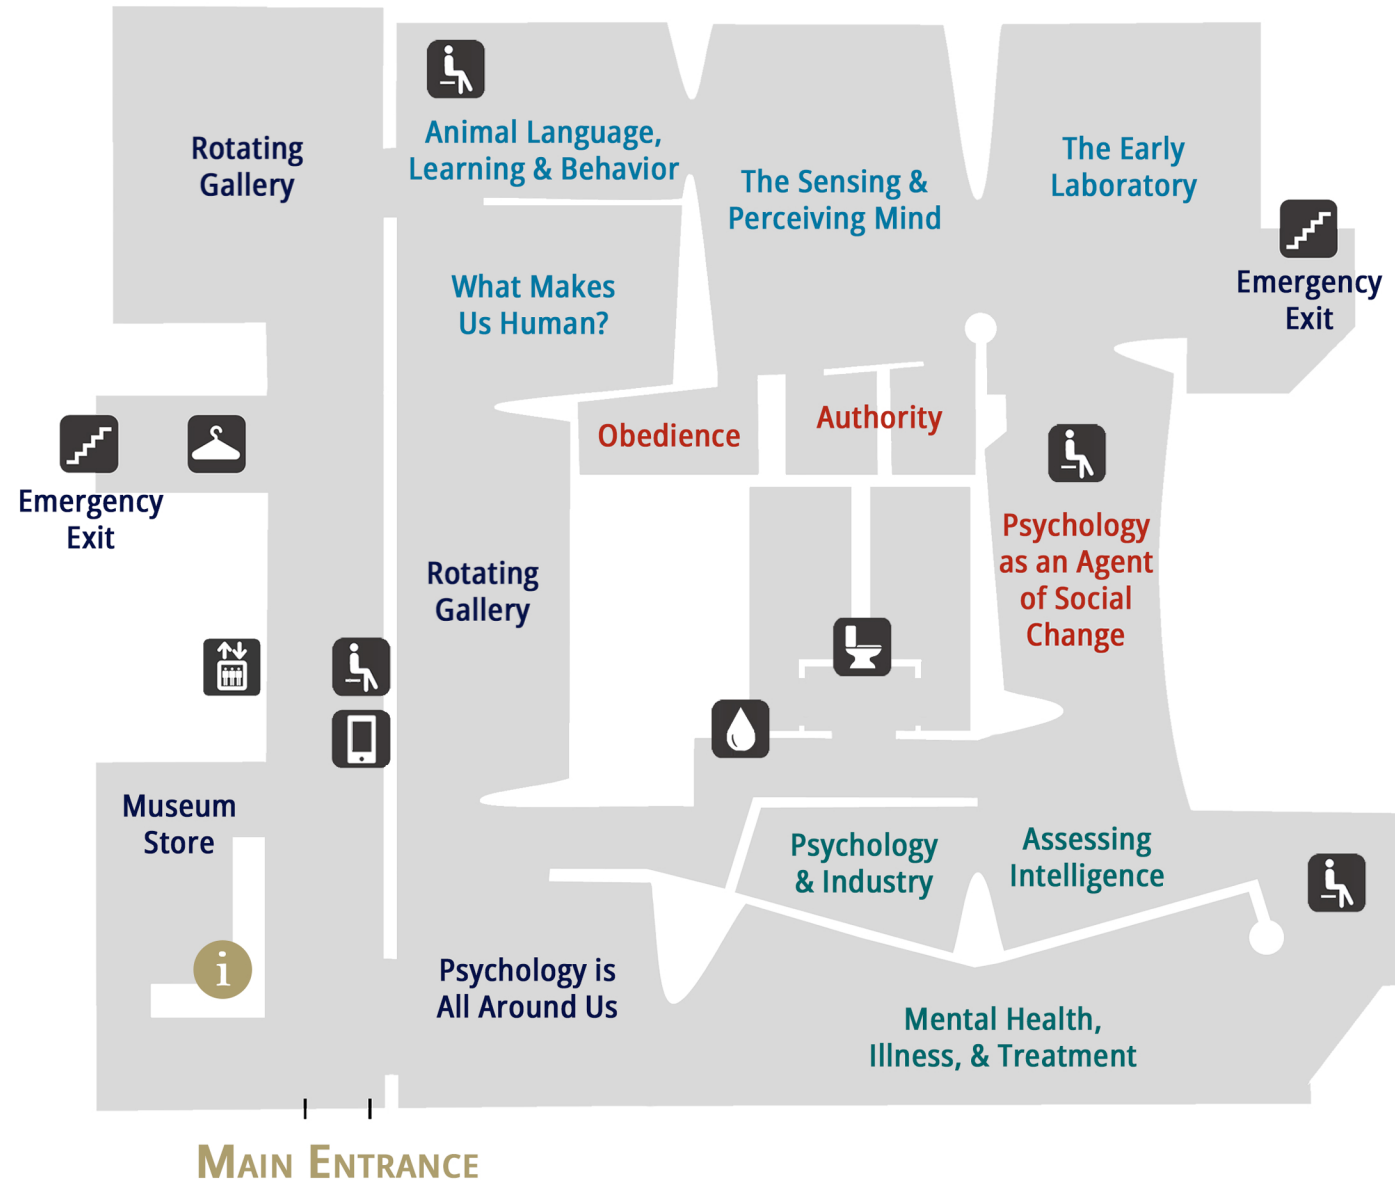 Rotating
Gallery
Animal Language,
Learning & Behavior
The Sensing &
Perceiving Mind
The Early
Laboratory
What Makes
Us Human?
Emergency
Exit
Obedience
Authority
Emergency
Exit
Psychology
as an Agent
of Social
Change
Rotating
Gallery
Museum
Store
Psychology
& Industry
Assessing
Intelligence
i
Psychology is
All Around Us
Mental Health,
Illness, & Treatment
MAIN ENTRANCE